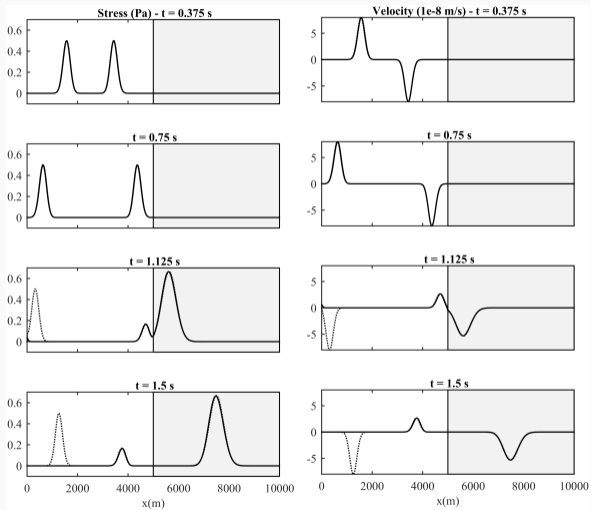 Stress (Pa) - t = 0.375 s
0.6
0.4
0.2
0
Velocity (1e-8 m/s) - t = 0.375 s
5
0
-5
t = 0.75 s
0.6
0.4
0.2
0
t = 0.75 s
5
0
-5
t = 1.125 s
0.6
0.4
0.2
0
t = 1.125 s
5
0
-5
t = 1.5 s
0.6
0.4
0.2
0
0 2000 4000 6000 8000 10000
x(m)
t = 1.5 s
5
0
-5
0 2000 4000 6000 8000 10000
x(m)